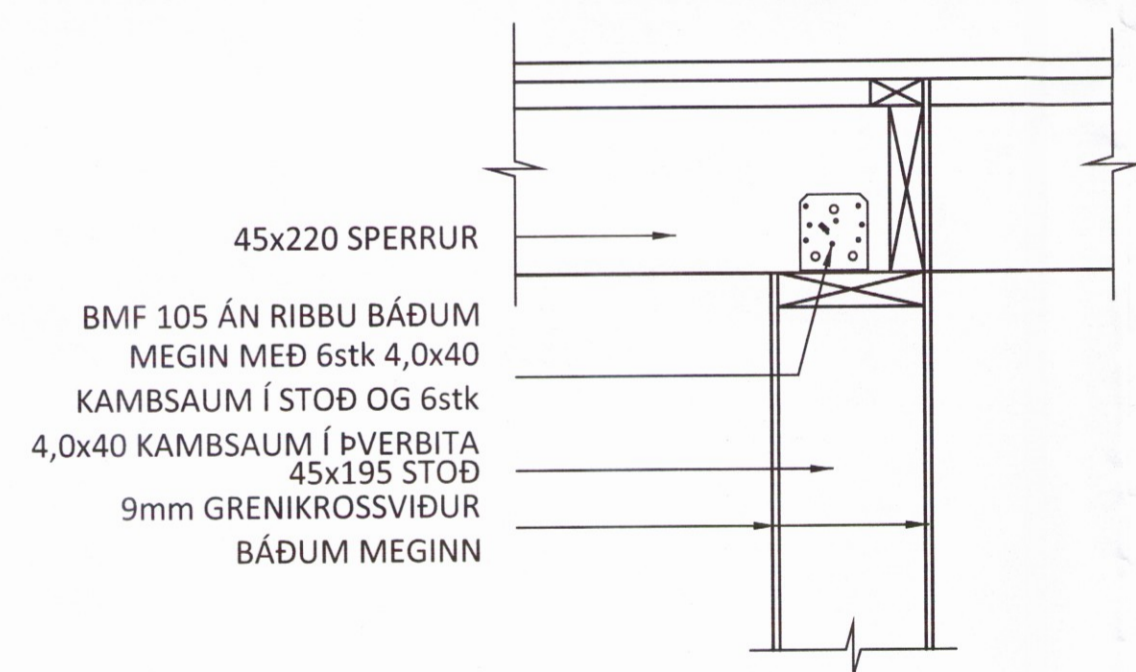 45x220 SPERRUR
BMF 105 ÁN RIBBU BÁÐUM
MEGIN MEÐ 6stk 4,0x40
KAMBSAUM Í STOÐ OG 6stk
4,0x40 KAMBSAUM Í ÞVERBITA
45x195 STOÐ
9mm GRENIKROSSVIÐUR
BÁÐUM MEGINN